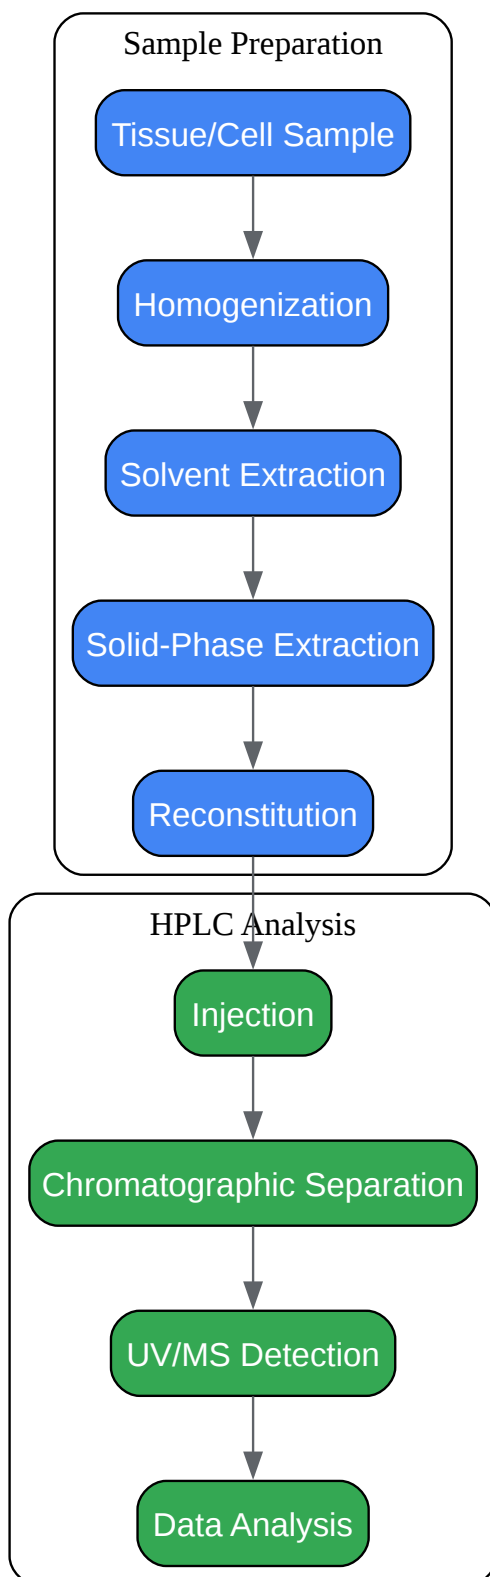 Sample Preparation
Tissue/Cell Sample
Homogenization
Solvent Extraction
Solid-Phase Extraction
Reconstitution
HPLC Analysis
Injection
Chromatographic Separation
UV/MS Detection
Data Analysis